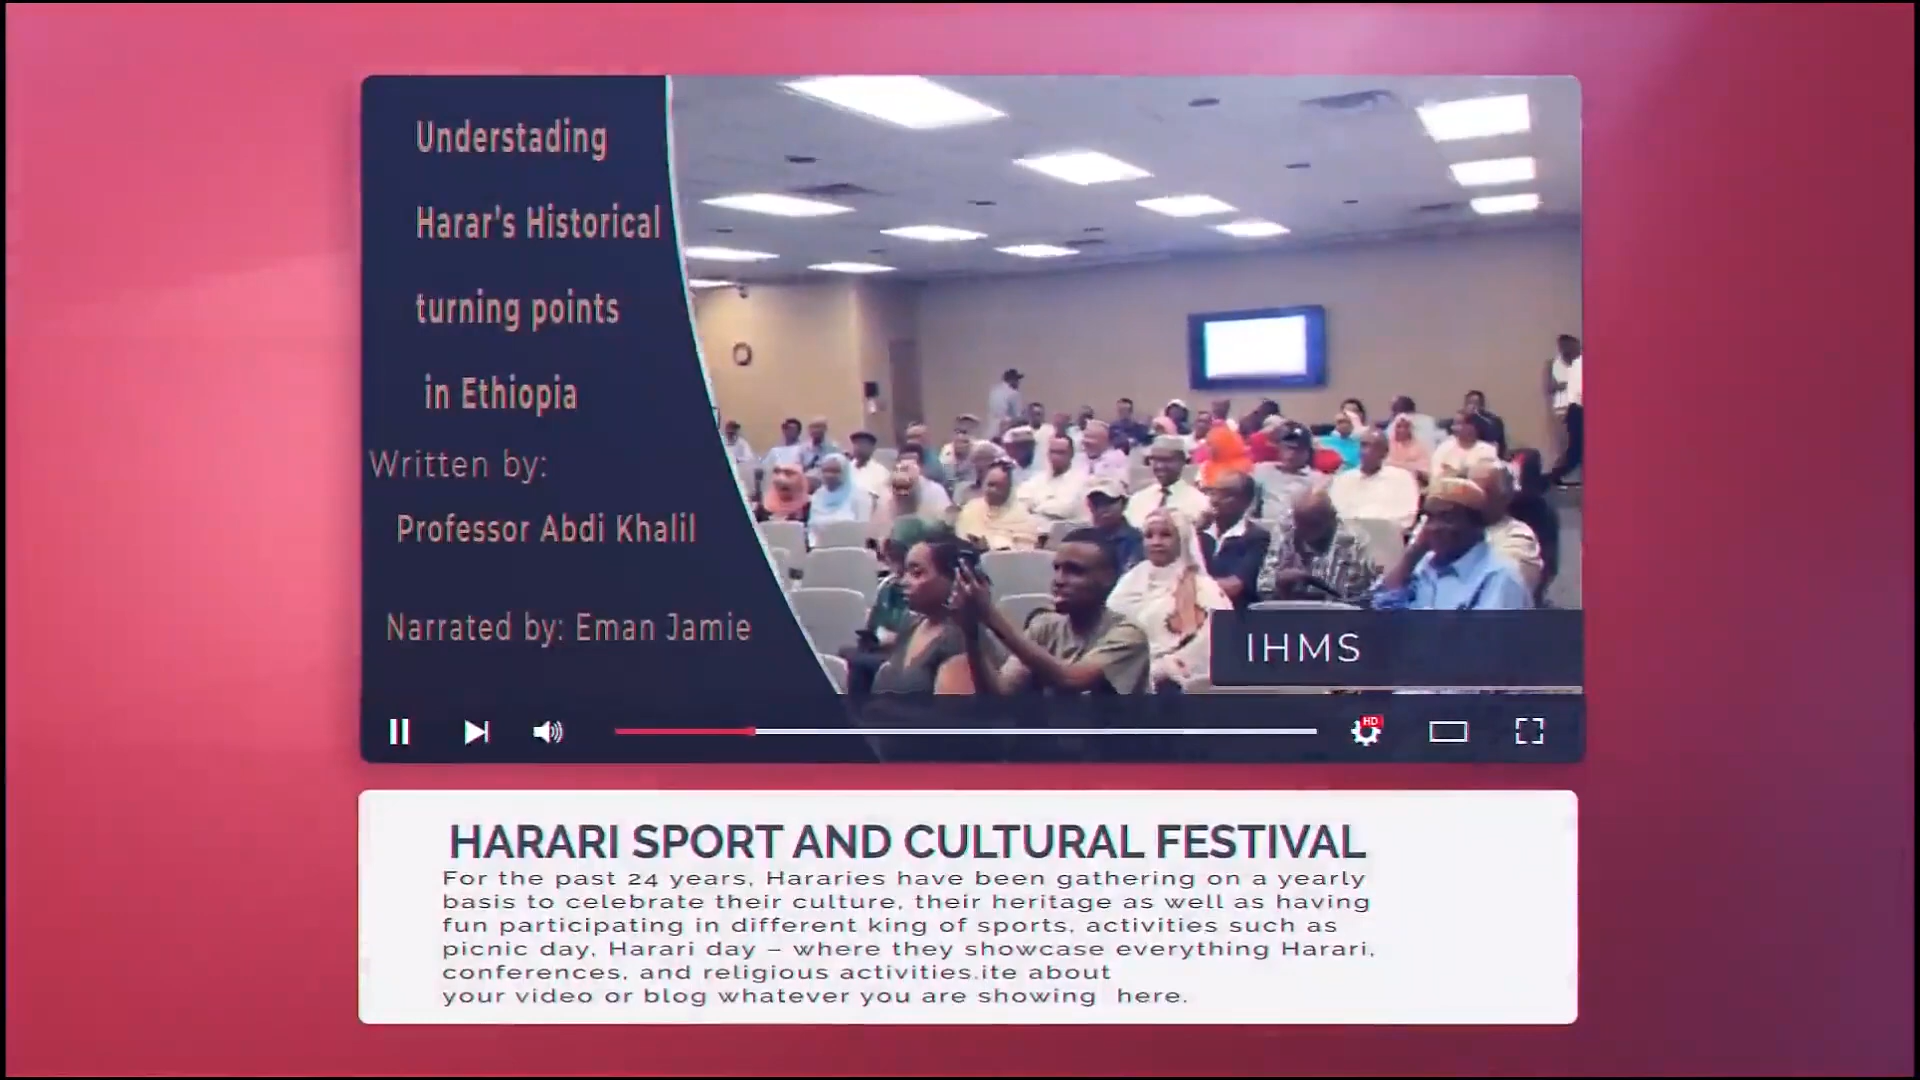 Understading
Harar's Historical
turning points
in Ethiopia
Written by:
Professor Abdi Khalil
Narrated by: Eman Jamie
IHMS
HD
HARARI SPORT AND CULTURAL FESTIVAL
For the past 24 years, Hararies have been gathering on a yearly
basis to celebrate their culture, their heritage as well as having
fun participating in different king of sports, activities such as
picnic day, Harari day – where they showcase everything Harari,
conferences, and religious activities.ite about
your video or blog whatever you are showing here.